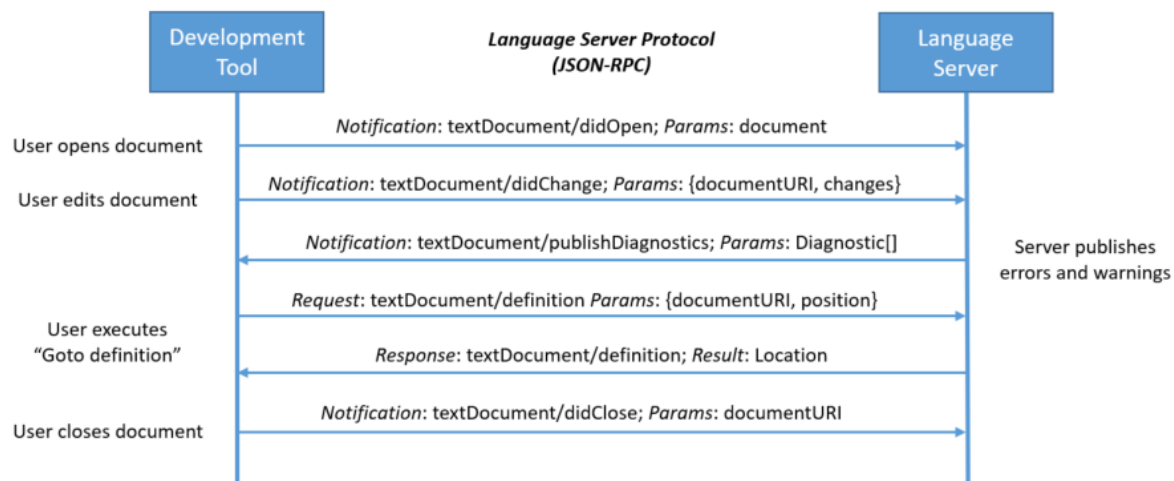 Development
Tool
Language Server Protocol
(JSON-RPC)
Language
Server
Notification: textDocument/didOpen; Params: document
User opens document
Notification: textDocument/didChange; Params: {documentURI, changes}
User edits document
Notification: textDocument/publishDiagnostics; Params: Diagnostic[]
Server publishes
errors and warnings
Request: textDocument/definition Params: {documentURI, position}
User executes
“Goto definition”
Response: textDocument/definition; Result: Location
Notification: textDocument/didClose; Params: documentURI
User closes document